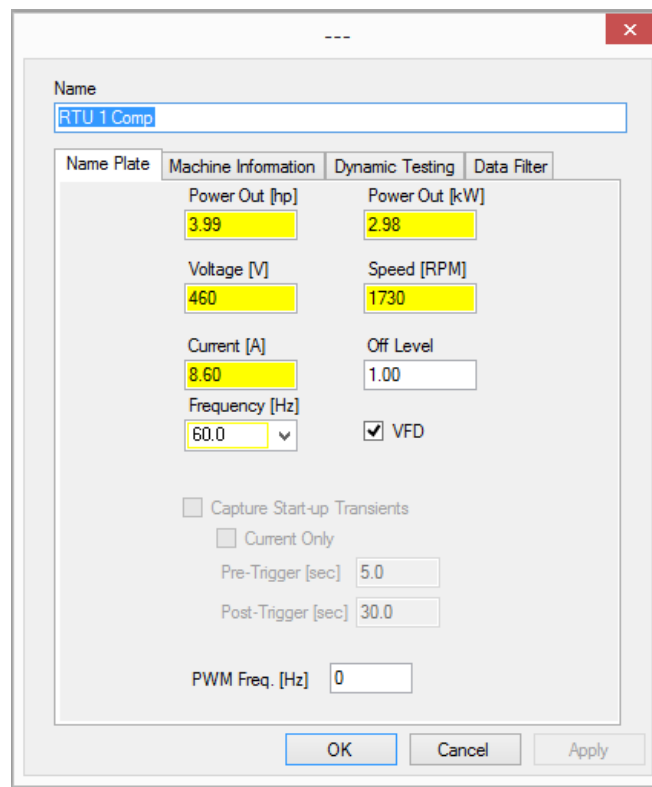 ---
Name
RTU 1 Comp
Name Plate Machine Information Dynamic Testing Data Filter
Power Out [hp] Power Out [kW]
3.99 2.98
Voltage [V] Speed [RPM]
460 1730
Current [A] Off Level
8.60 1.00
Frequency [Hz]
60.0 VFD
Capture Start-up Transients
Current Only
Pre-Trigger [sec] 5.0
Post-Trigger [sec] 30.0
PWM Freq. [Hz] 0
OK Cancel Apply